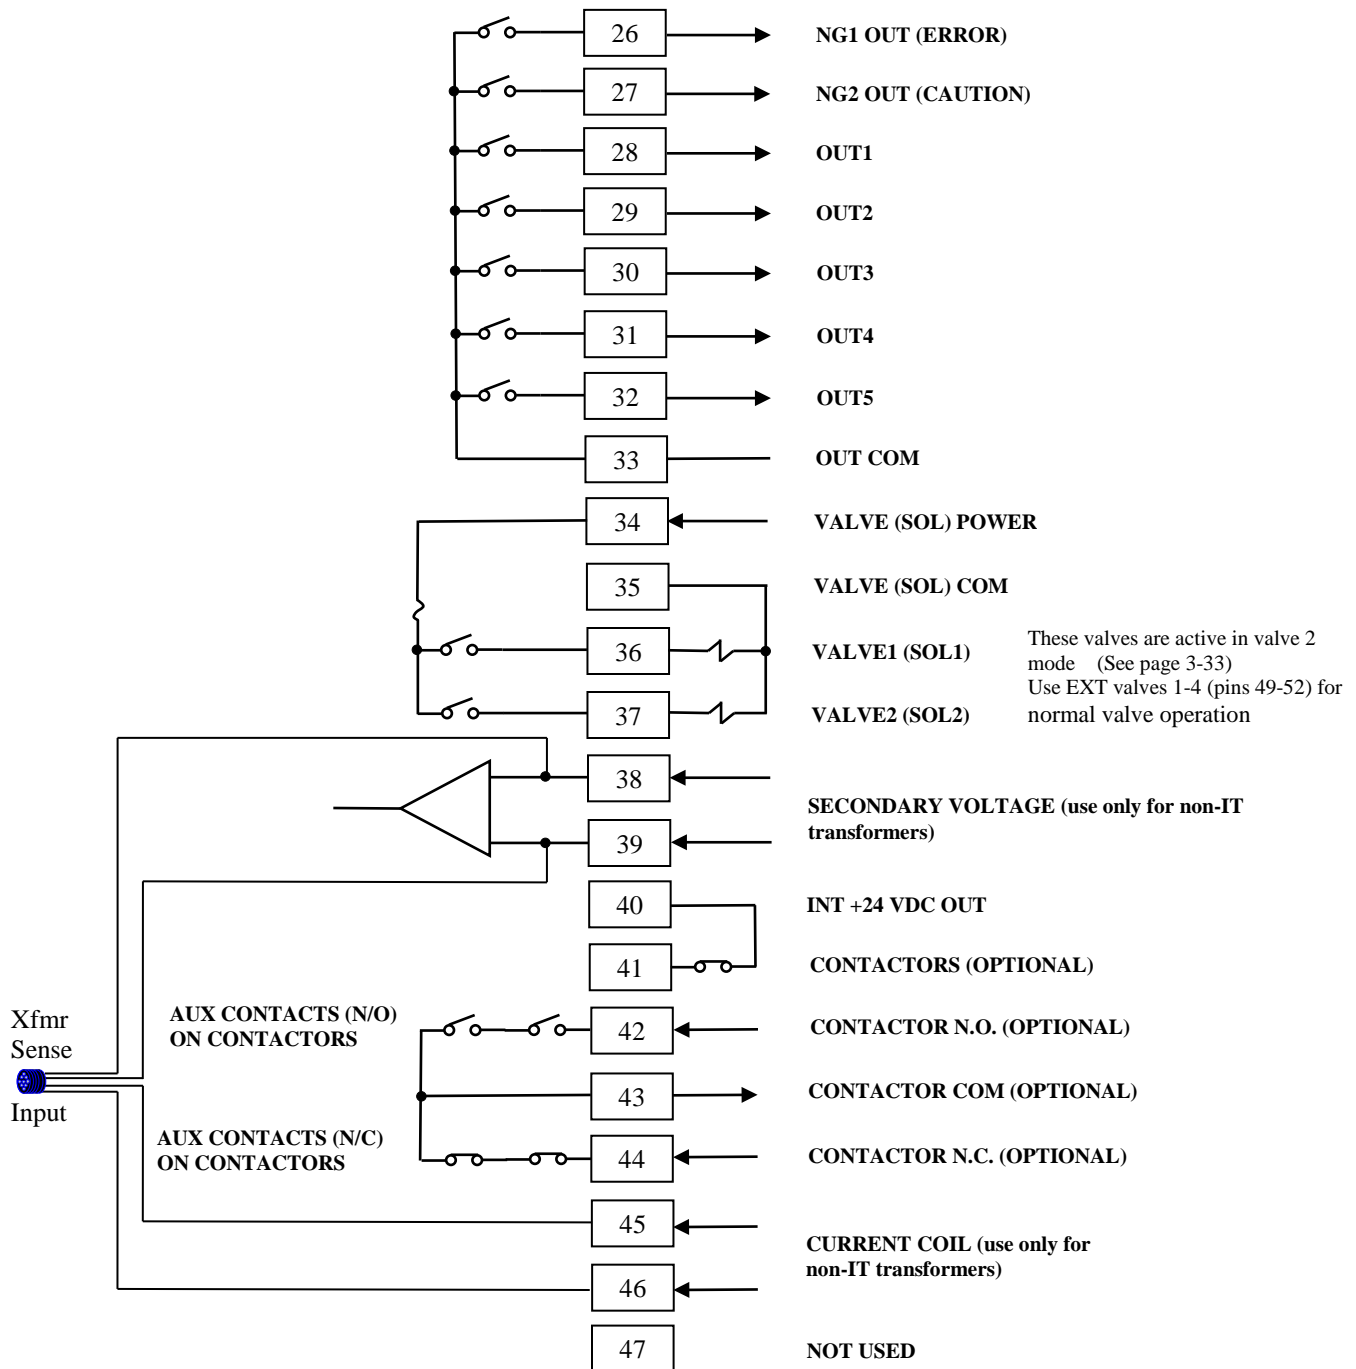 26 NG1 OUT (ERROR)
27 NG2 OUT (CAUTION)
28 OUT1
29 OUT2
30 OUT3
31 OUT4
32 OUT5
33 OUT COM
34 VALVE (SOL) POWER
35 VALVE (SOL) COM
36 VALVE1 (SOL1)
37 VALVE2 (SOL2)
These valves are active in valve 2
mode (See page 3-33)
Use EXT valves 1-4 (pins 49-52) for
normal valve operation
38
39
SECONDARY VOLTAGE (use only for non-IT
transformers)
40 INT +24 VDC OUT
41 CONTACTORS (OPTIONAL)
AUX CONTACTS (N/O)
ON CONTACTORS
42 CONTACTOR N.O. (OPTIONAL)
Xfmr
Sense
Input
43 CONTACTOR COM (OPTIONAL)
AUX CONTACTS (N/C)
ON CONTACTORS
44 CONTACTOR N.C. (OPTIONAL)
45
46
CURRENT COIL (use only for
non-IT transformers)
47 NOT USED